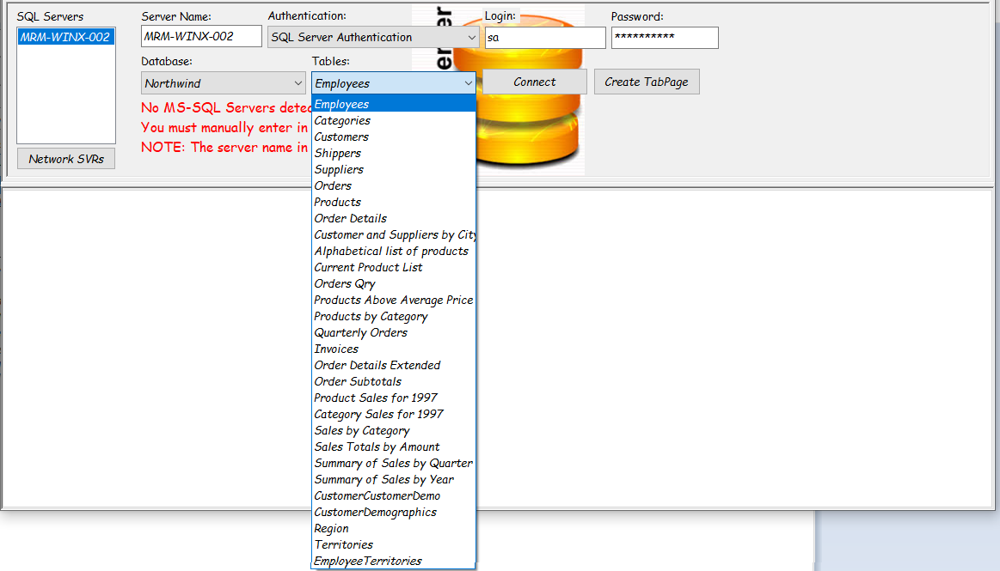 SQL Servers
Server Name:
Authentication:
Login:
Password:
MRM-WINX-002
MRM-WINX-002
SQL Server Authentication
sa
**********
Database:
Tables:
Northwind
Employees
Connect
Create TabPage
No MS-SQL Servers
You must manually enter in
NOTE: The server name in
Network SVRs
Employees
Categories
Customers
Shippers
Suppliers
Orders
Products
Order Details
Customer and Suppliers by City
Alphabetical list of products
Current Product List
Orders Qry
Products Above Average Price
Products by Category
Quarterly Orders
Invoices
Order Details Extended
Order Subtotals
Product Sales for 1997
Category Sales for 1997
Sales by Category
Sales Totals by Amount
Summary of Sales by Quarter
Summary of Sales by Year
CustomerCustomerDemo
CustomerDemographics
Region
Territories
EmployeeTerritories